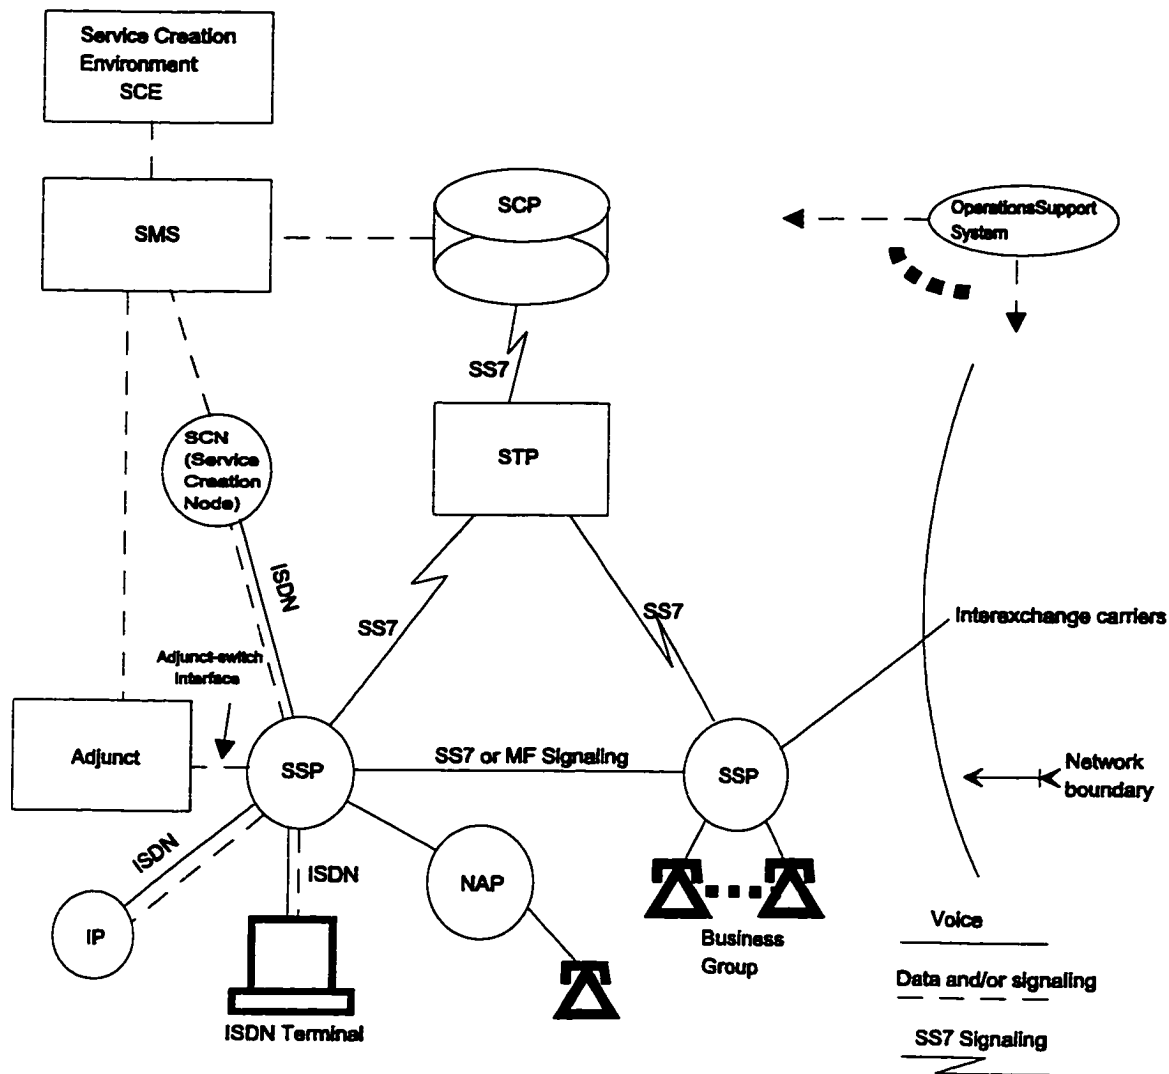 Service Creation
Environment
SCE
SMS
SCP
OperationsSupport
System
SS7
STP
SCN
(Service
Creation
Node)
ISDN
SS7
SS7
Interexchange carriers
Adjunct-switch
Interface
Adjunct
SSP
SS7 or MF Signaling
SSP
Network
boundary
ISDN
ISDN
NAP
IP
Business
Group
ISDN Terminal
Voice
Data and/or signaling
SS7 Signaling